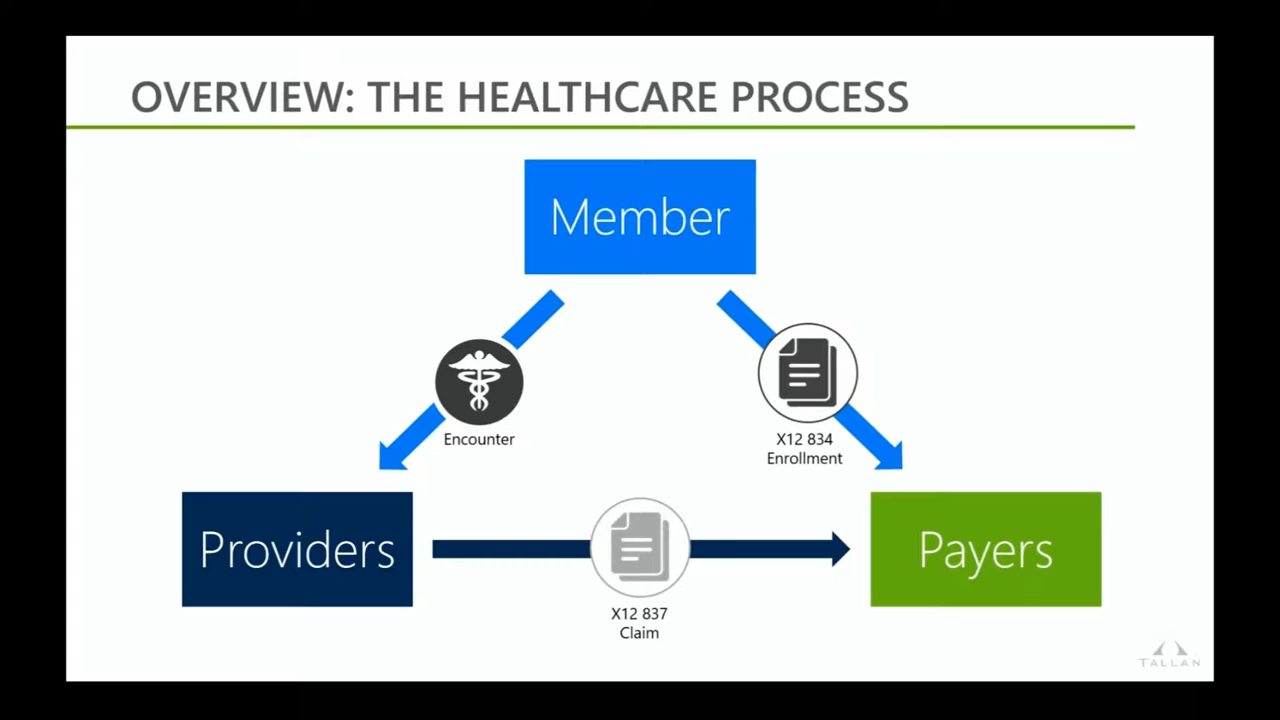 OVERVIEW: THE HEALTHCARE PROCESS
Member
Encounter
X12 834
Enrollment
Providers
Payers
X12 837
Claim
TALLAN